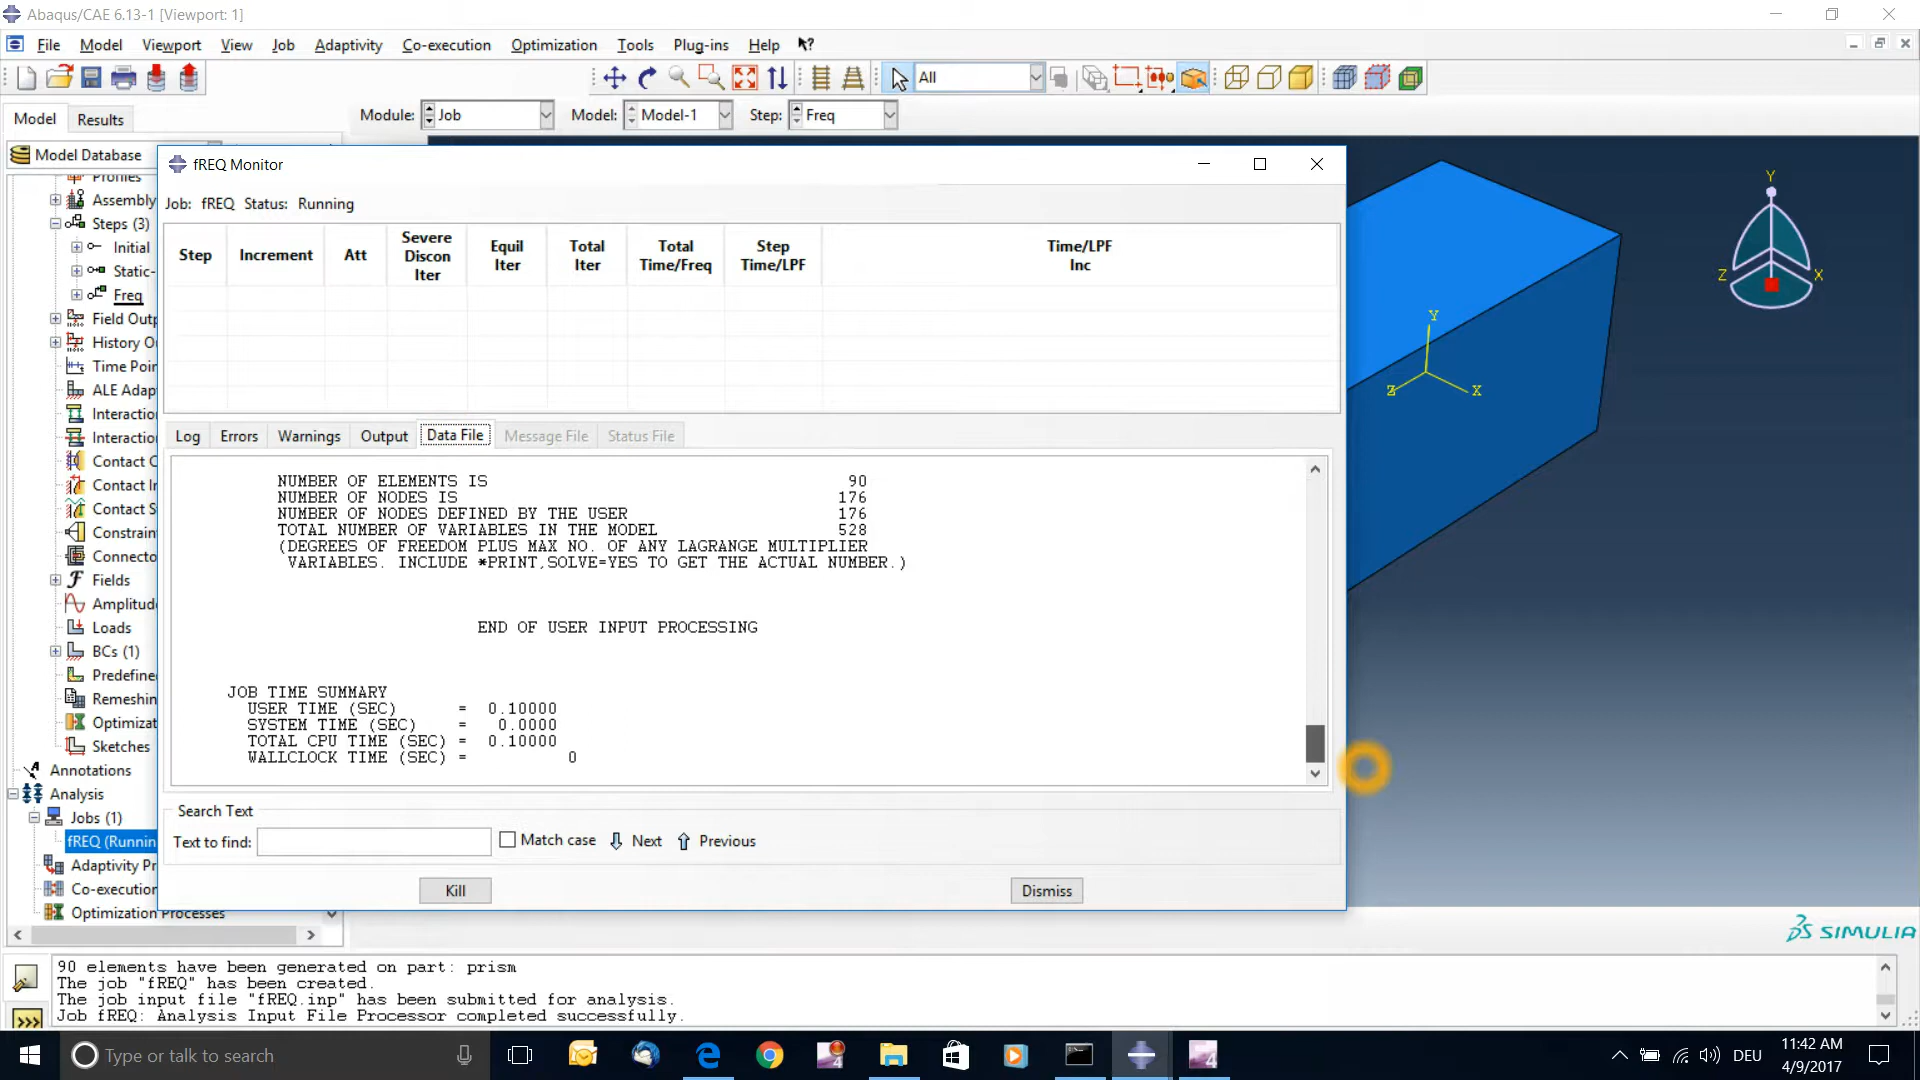 Abaqus/CAE 6.13-1 [Viewport: 1]
File Model Viewport View Job Adaptivity Co-execution Optimization Tools Plug-ins Help
All
Model Results
Module: Job Model: Model-1 Step: Freq
Model Database
Profiles
Assembly
Steps (3)
Initial
Static-
Freq
Field Outp
History O
Time Poin
ALE Adap
Interactio
Interaction
Contact C
Contact In
Contact S
Constrain
Connecto
Fields
Amplitude
Loads
BCs (1)
Predefine
Remeshin
Optimizat
Sketches
Annotations
Analysis
Jobs (1)
fREQ (Runnin
Adaptivity Pr
Co-execution
Optimization Processes
fREQ Monitor
Job: fREQ Status: Running
Step
Increment
Att
Severe
Discon
Iter
Equil
Iter
Total
Iter
Total
Time/Freq
Step
Time/LPF
Time/LPF
Inc
Log Errors Warnings Output Data File Message File Status File
NUMBER OF ELEMENTS IS 90
NUMBER OF NODES IS 176
NUMBER OF NODES DEFINED BY THE USER 176
TOTAL NUMBER OF VARIABLES IN THE MODEL 528
(DEGREES OF FREEDOM PLUS MAX NO. OF ANY LAGRANGE MULTIPLIER
VARIABLES. INCLUDE *PRINT,SOLVE=YES TO GET THE ACTUAL NUMBER.)
END OF USER INPUT PROCESSING
JOB TIME SUMMARY
USER TIME (SEC) = 0.10000
SYSTEM TIME (SEC) = 0.0000
TOTAL CPU TIME (SEC) = 0.10000
WALLCLOCK TIME (SEC) = 0
Search Text
Text to find: Match case Next Previous
Kill Dismiss
Y
Z X
Y
Z X
SIMULIA
90 elements have been generated on part: prism
The job "fREQ" has been created.
The job input file "fREQ.inp" has been submitted for analysis.
Job fREQ: Analysis Input File Processor completed successfully.
Type or talk to search
DEU
11:42 AM
4/9/2017